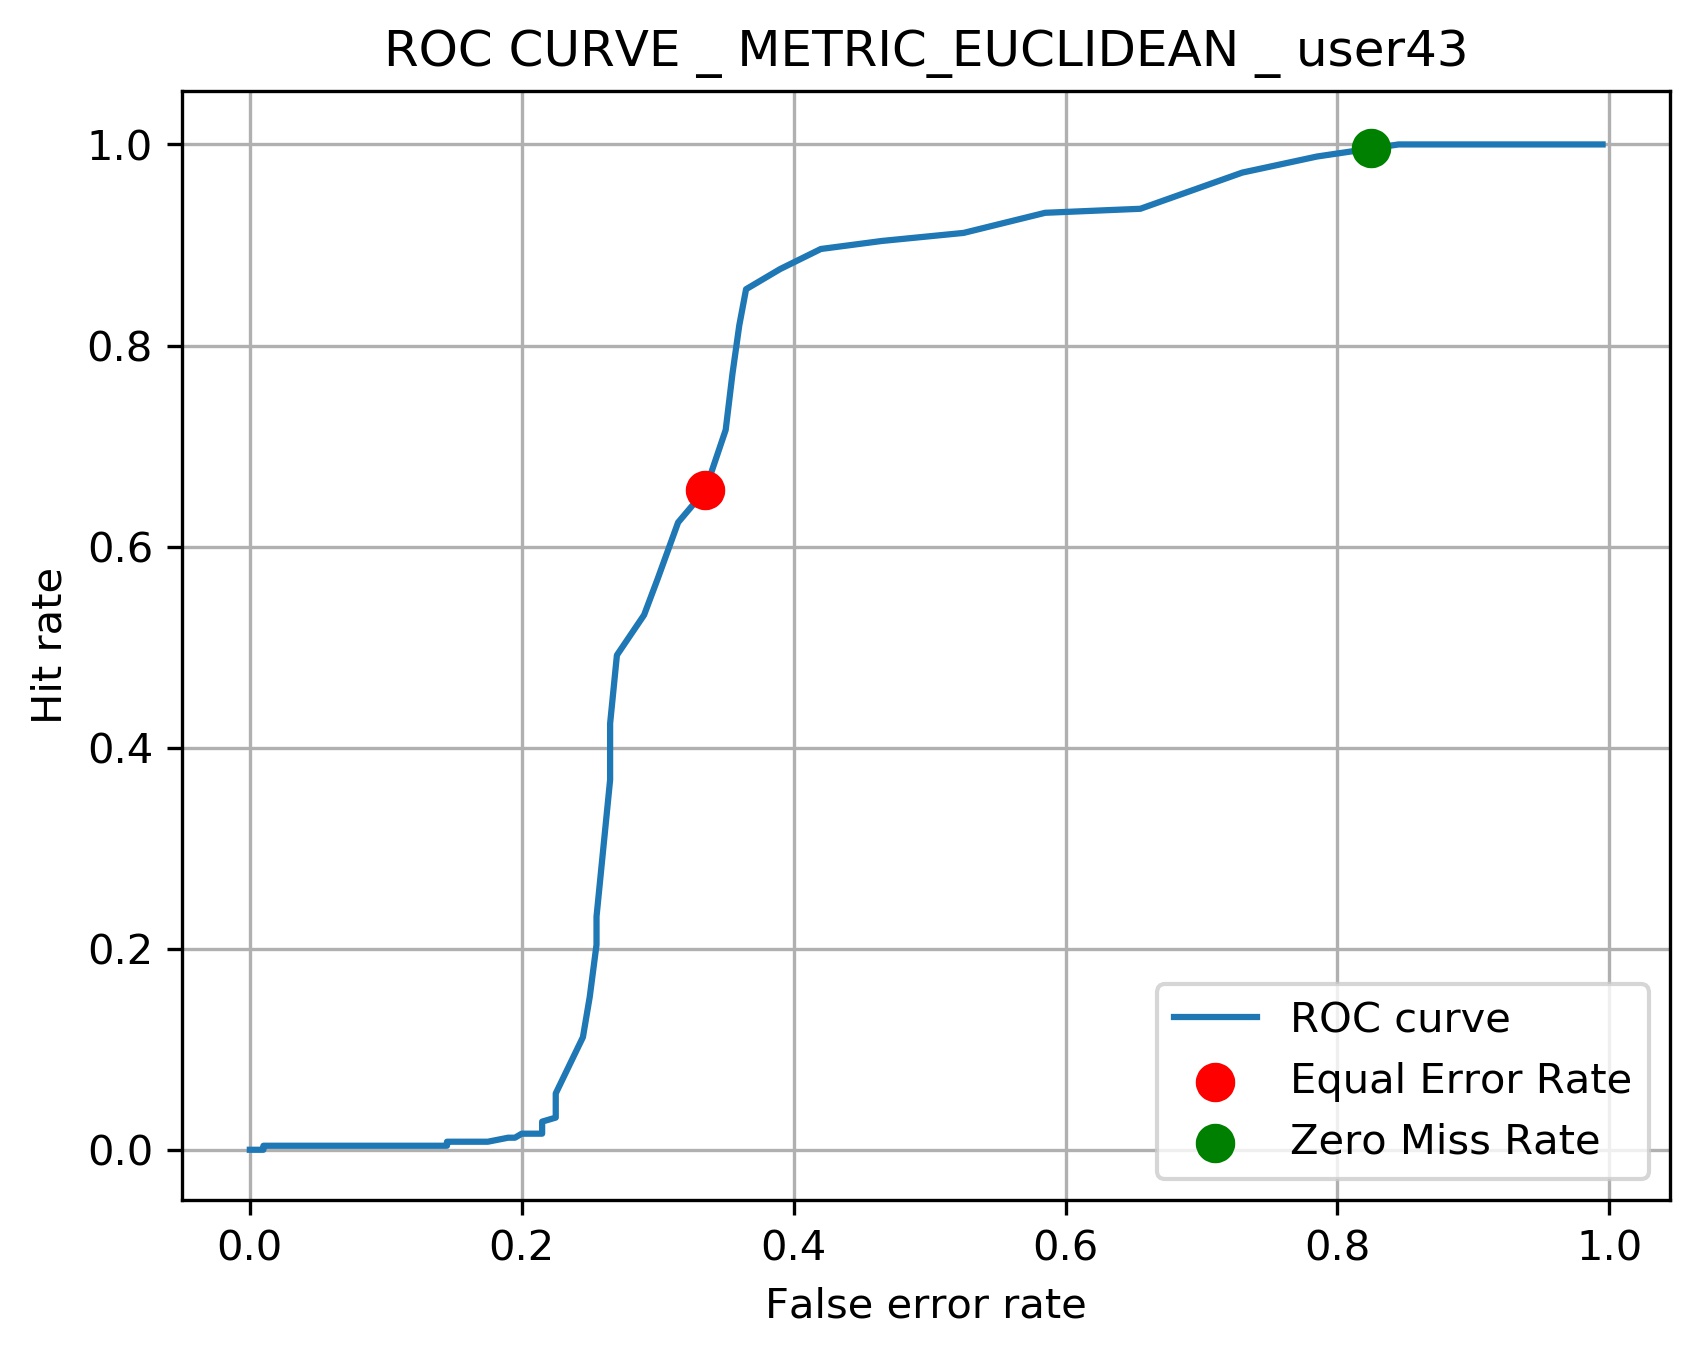 ROC CURVE _ METRIC_EUCLIDEAN _ user43
1.0
0.8
0.6
0.4
0.2
0.0
Hit rate
ROC curve
Equal Error Rate
Zero Miss Rate
0.0 0.2 0.4 0.6 0.8 1.0
False error rate